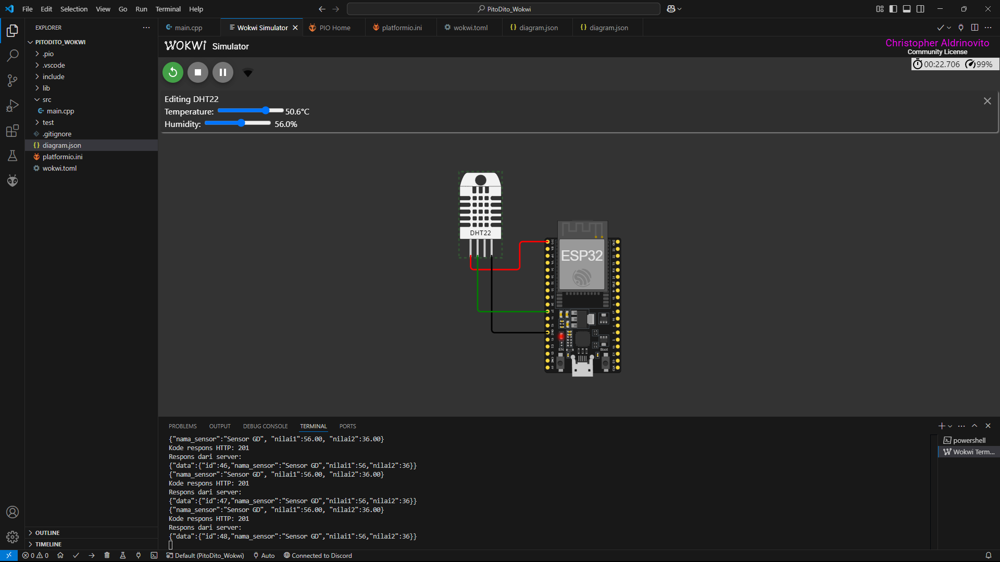 File Edit Selection View Go Run Terminal Help
PitoDito_Wokwi
EXPLORER
PITODITO_WOKWI
.pio
.vscode
include
lib
src
main.cpp
test
.gitignore
diagram.json
platformio.ini
wokwi.toml
OUTLINE
TIMELINE
main.cpp
Wokwi Simulator
PIO Home
platformio.ini
wokwi.toml
diagram.json
diagram.json
WOKWi Simulator
Christopher Aldrinovito
Community License
00:22.706 99%
Editing DHT22
Temperature: 50.6°C
Humidity: 56.0%
DHT22
ESP32
EN
Boot
PROBLEMS OUTPUT DEBUG CONSOLE TERMINAL PORTS
{"nama_sensor":"Sensor GD", "nilai1":56.00, "nilai2":36.00}
Kode respons HTTP: 201
Respons dari server:
{"data":{"id":46,"nama_sensor":"Sensor GD","nilai1":56,"nilai2":36}}
{"nama_sensor":"Sensor GD", "nilai1":56.00, "nilai2":36.00}
Kode respons HTTP: 201
Respons dari server:
{"data":{"id":47,"nama_sensor":"Sensor GD","nilai1":56,"nilai2":36}}
{"nama_sensor":"Sensor GD", "nilai1":56.00, "nilai2":36.00}
Kode respons HTTP: 201
Respons dari server:
{"data":{"id":48,"nama_sensor":"Sensor GD","nilai1":56,"nilai2":36}}
powershell
Wokwi Term...
0 0 Default (PitoDito_Wokwi) Auto Connected to Discord